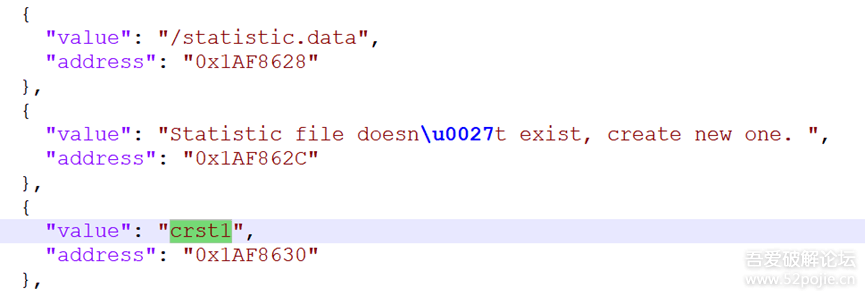 {
"value": "/statistic.data",
"address": "0x1AF8628"
},
{
"value": "Statistic file doesn\u0027t exist, create new one. ",
"address": "0x1AF862C"
},
{
"value": "crst1",
"address": "0x1AF8630"
},
吾爱破解论坛
www.52pojie.cn